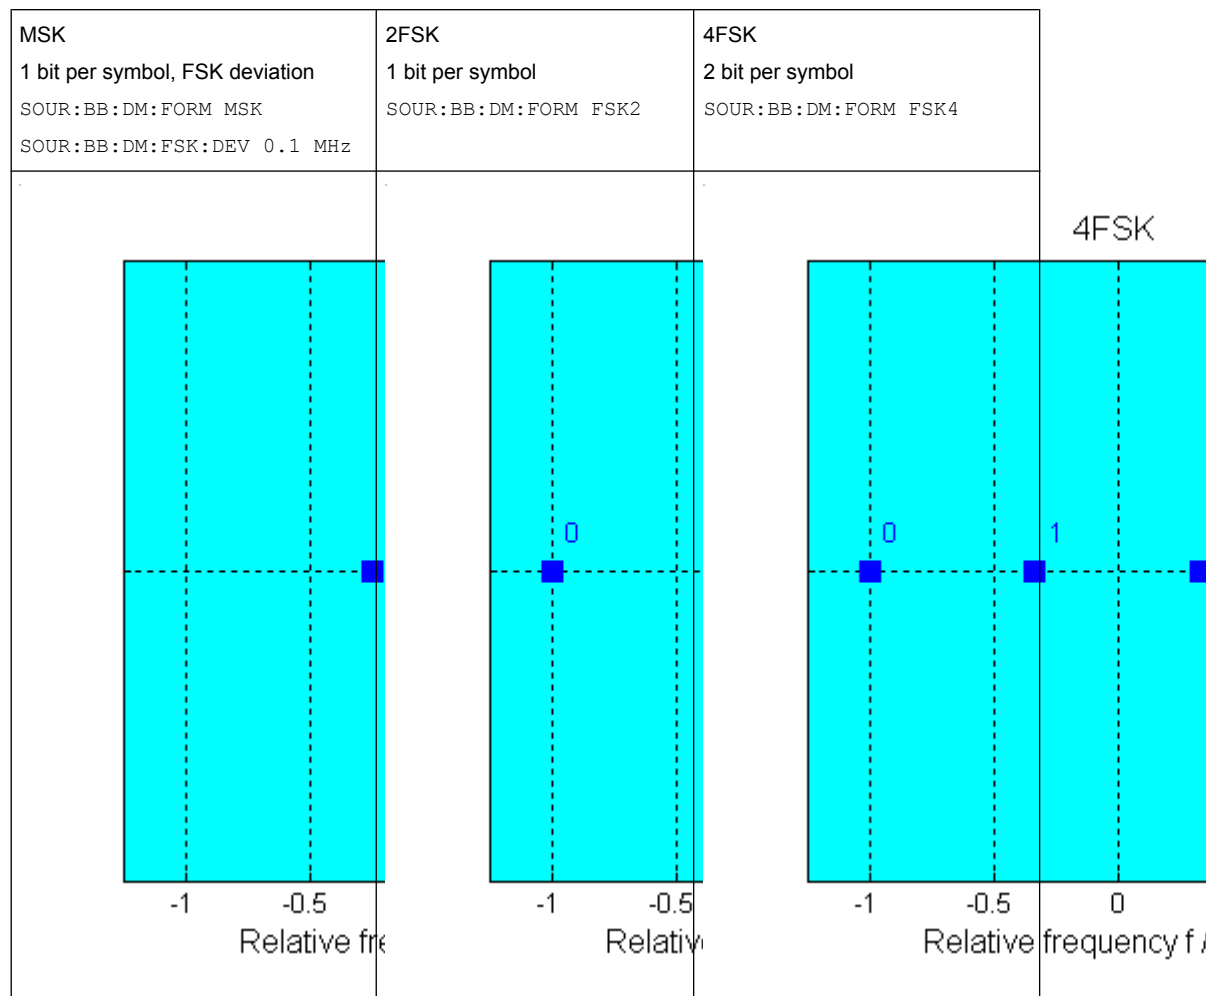 MSK
1 bit per symbol, FSK deviation
SOUR:BB:DM:FORM MSK
SOUR:BB:DM:FSK:DEV 0.1 MHz
2FSK
1 bit per symbol
SOUR:BB:DM:FORM FSK2
4FSK
2 bit per symbol
SOUR:BB:DM:FORM FSK4
-1 -0.5
Relative
0
-1 -0.5
4FSK
0 1
-1 -0.5 0
Relative frequency f